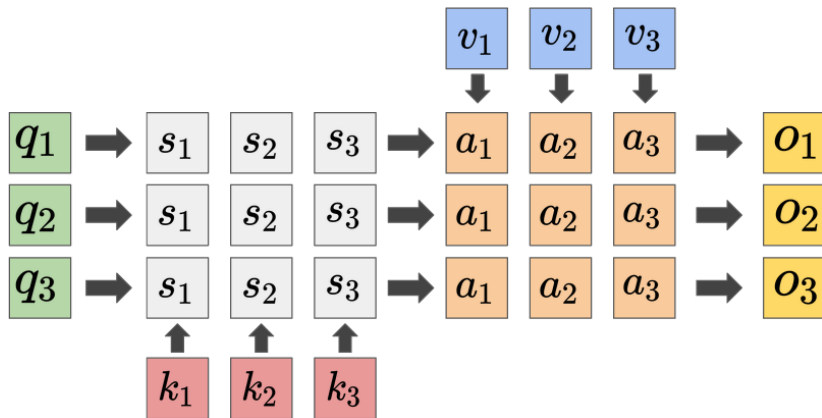 v₁ v₂ v₃
q₁ s₁ s₂ s₃ a₁ a₂ a₃ o₁
q₂ s₁ s₂ s₃ a₁ a₂ a₃ o₂
q₃ s₁ s₂ s₃ a₁ a₂ a₃ o₃
k₁ k₂ k₃